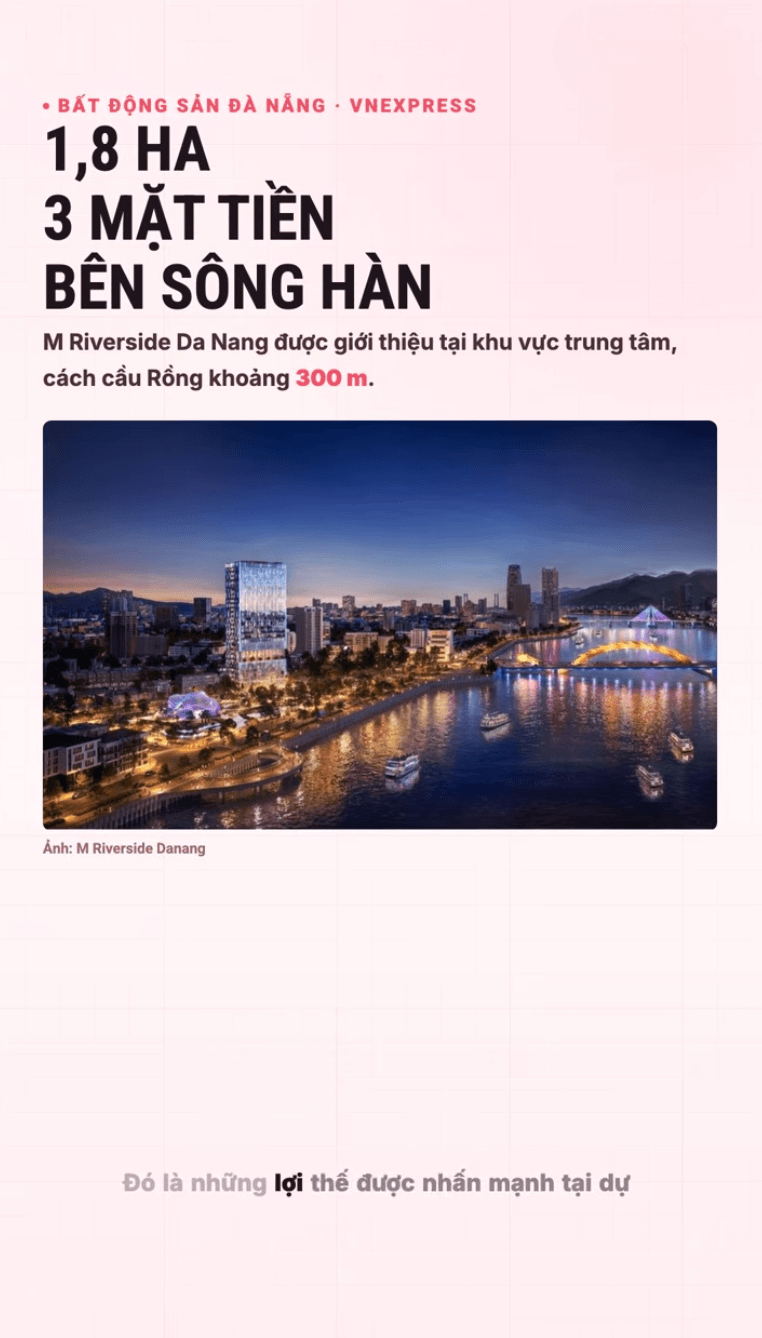 • BẤT ĐỘNG SẢN ĐÀ NẴNG · VNEXPRESS
1,8 HA
3 MẶT TIỀN
BÊN SÔNG HÀN
M Riverside Da Nang được giới thiệu tại khu vực trung tâm,
cách cầu Rồng khoảng 300 m.
Ảnh: M Riverside Danang
Đó là những lợi thế được nhấn mạnh tại dự